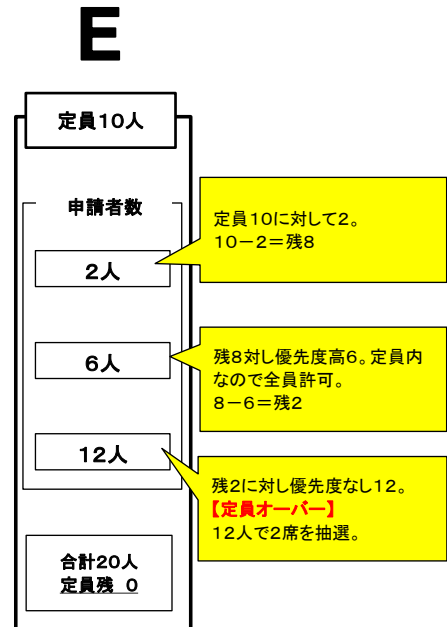 E
定員10人
申請者数
2人
定員10に対して2。
10－2＝残8
6人
残8対し優先度高6。定員内
なので全員許可。
8－6＝残2
12人
残2に対し優先度なし12。
【定員オーバー】
12人で2席を抽選。
合計20人
定員残 0